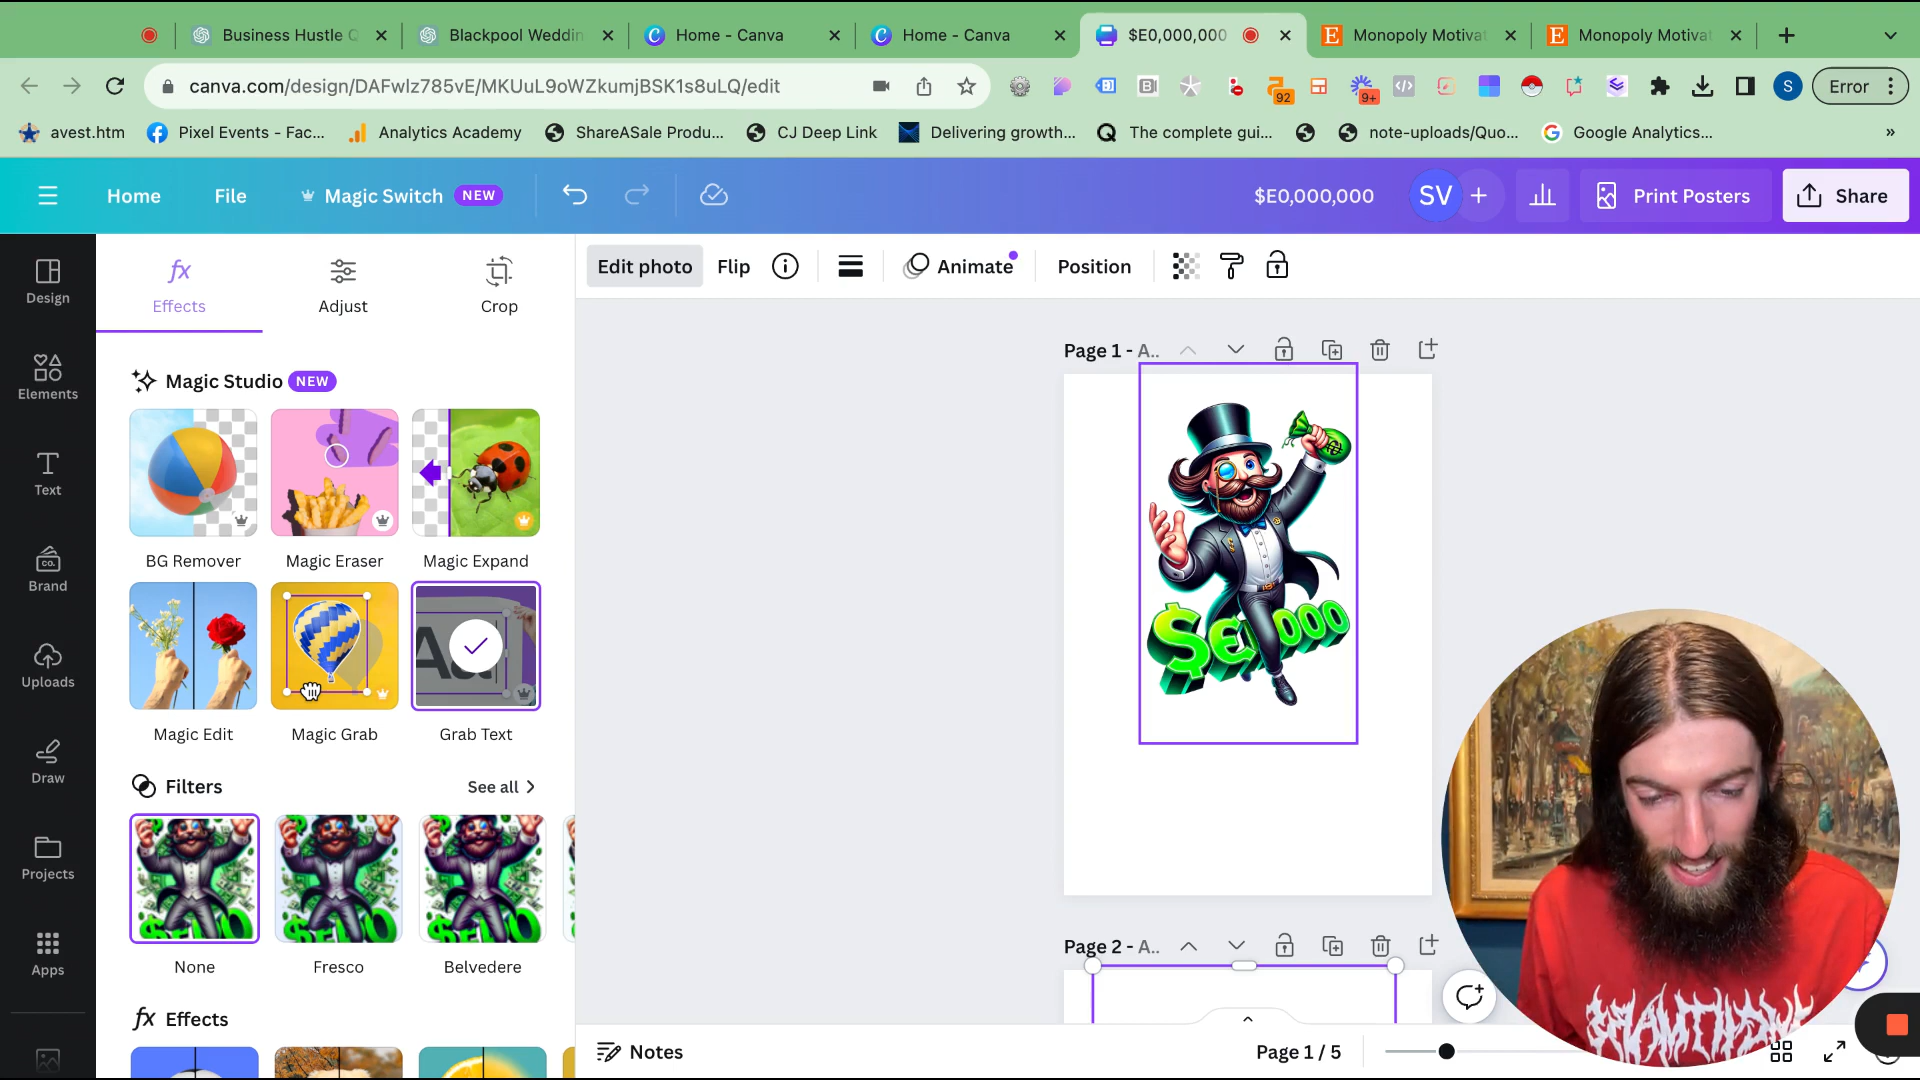 Business Hustle Q
Blackpool Weddin
Home - Canva
Home - Canva
$E0,000,000
Monopoly Motivat
Monopoly Motivat
canva.com/design/DAFwIz785vE/MKUuL9oWZkumjBSK1s8uLQ/edit
92
9+
S
Error
avest.htm
Pixel Events - Fac...
Analytics Academy
ShareASale Produ...
CJ Deep Link
Delivering growth...
The complete gui...
note-uploads/Quo...
Google Analytics...
»
Home
File
Magic Switch
NEW
$E0,000,000
SV
+
Print Posters
Share
Design
Elements
Text
Brand
Uploads
Draw
Projects
Apps
fx
Effects
Adjust
Crop
Edit photo
Flip
Animate
Position
Magic Studio
NEW
BG Remover
Magic Eraser
Magic Expand
Magic Edit
Magic Grab
Grab Text
Filters
See all
None
Fresco
Belvedere
fx Effects
Page 1 - A..
Page 2 - A..
Notes
Page 1 / 5